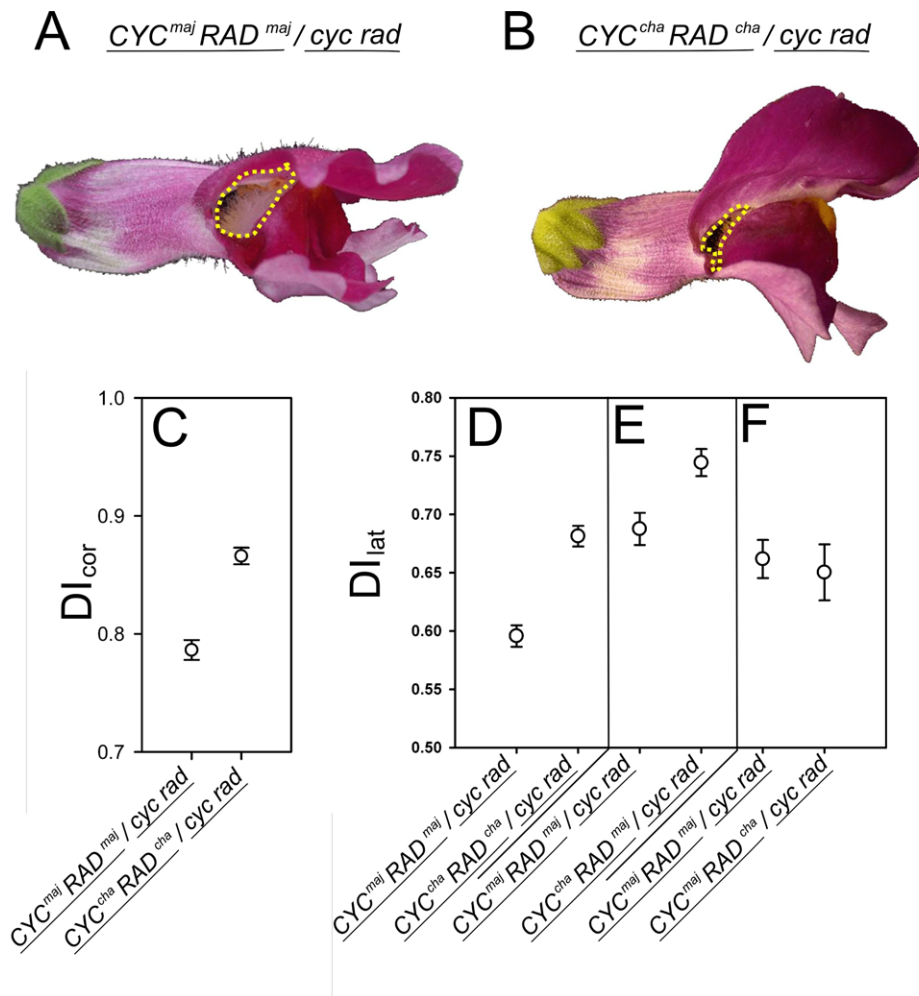 A CYC^maj RAD^maj / cyc rad
B CYC^cha RAD^cha / cyc rad
C
1.0
0.9
0.8
0.7
DI_cor
CYC^maj RAD^maj / cyc rad
CYC^cha RAD^cha / cyc rad
D E F
0.80
0.75
0.70
0.65
0.60
0.55
0.50
DI_lat
CYC^maj RAD^maj / cyc rad
CYC^cha RAD^cha / cyc rad
CYC^maj RAD^maj / cyc rad
CYC^cha RAD^maj / cyc rad
CYC^maj RAD^maj / cyc rad
CYC^maj RAD^cha / cyc rad